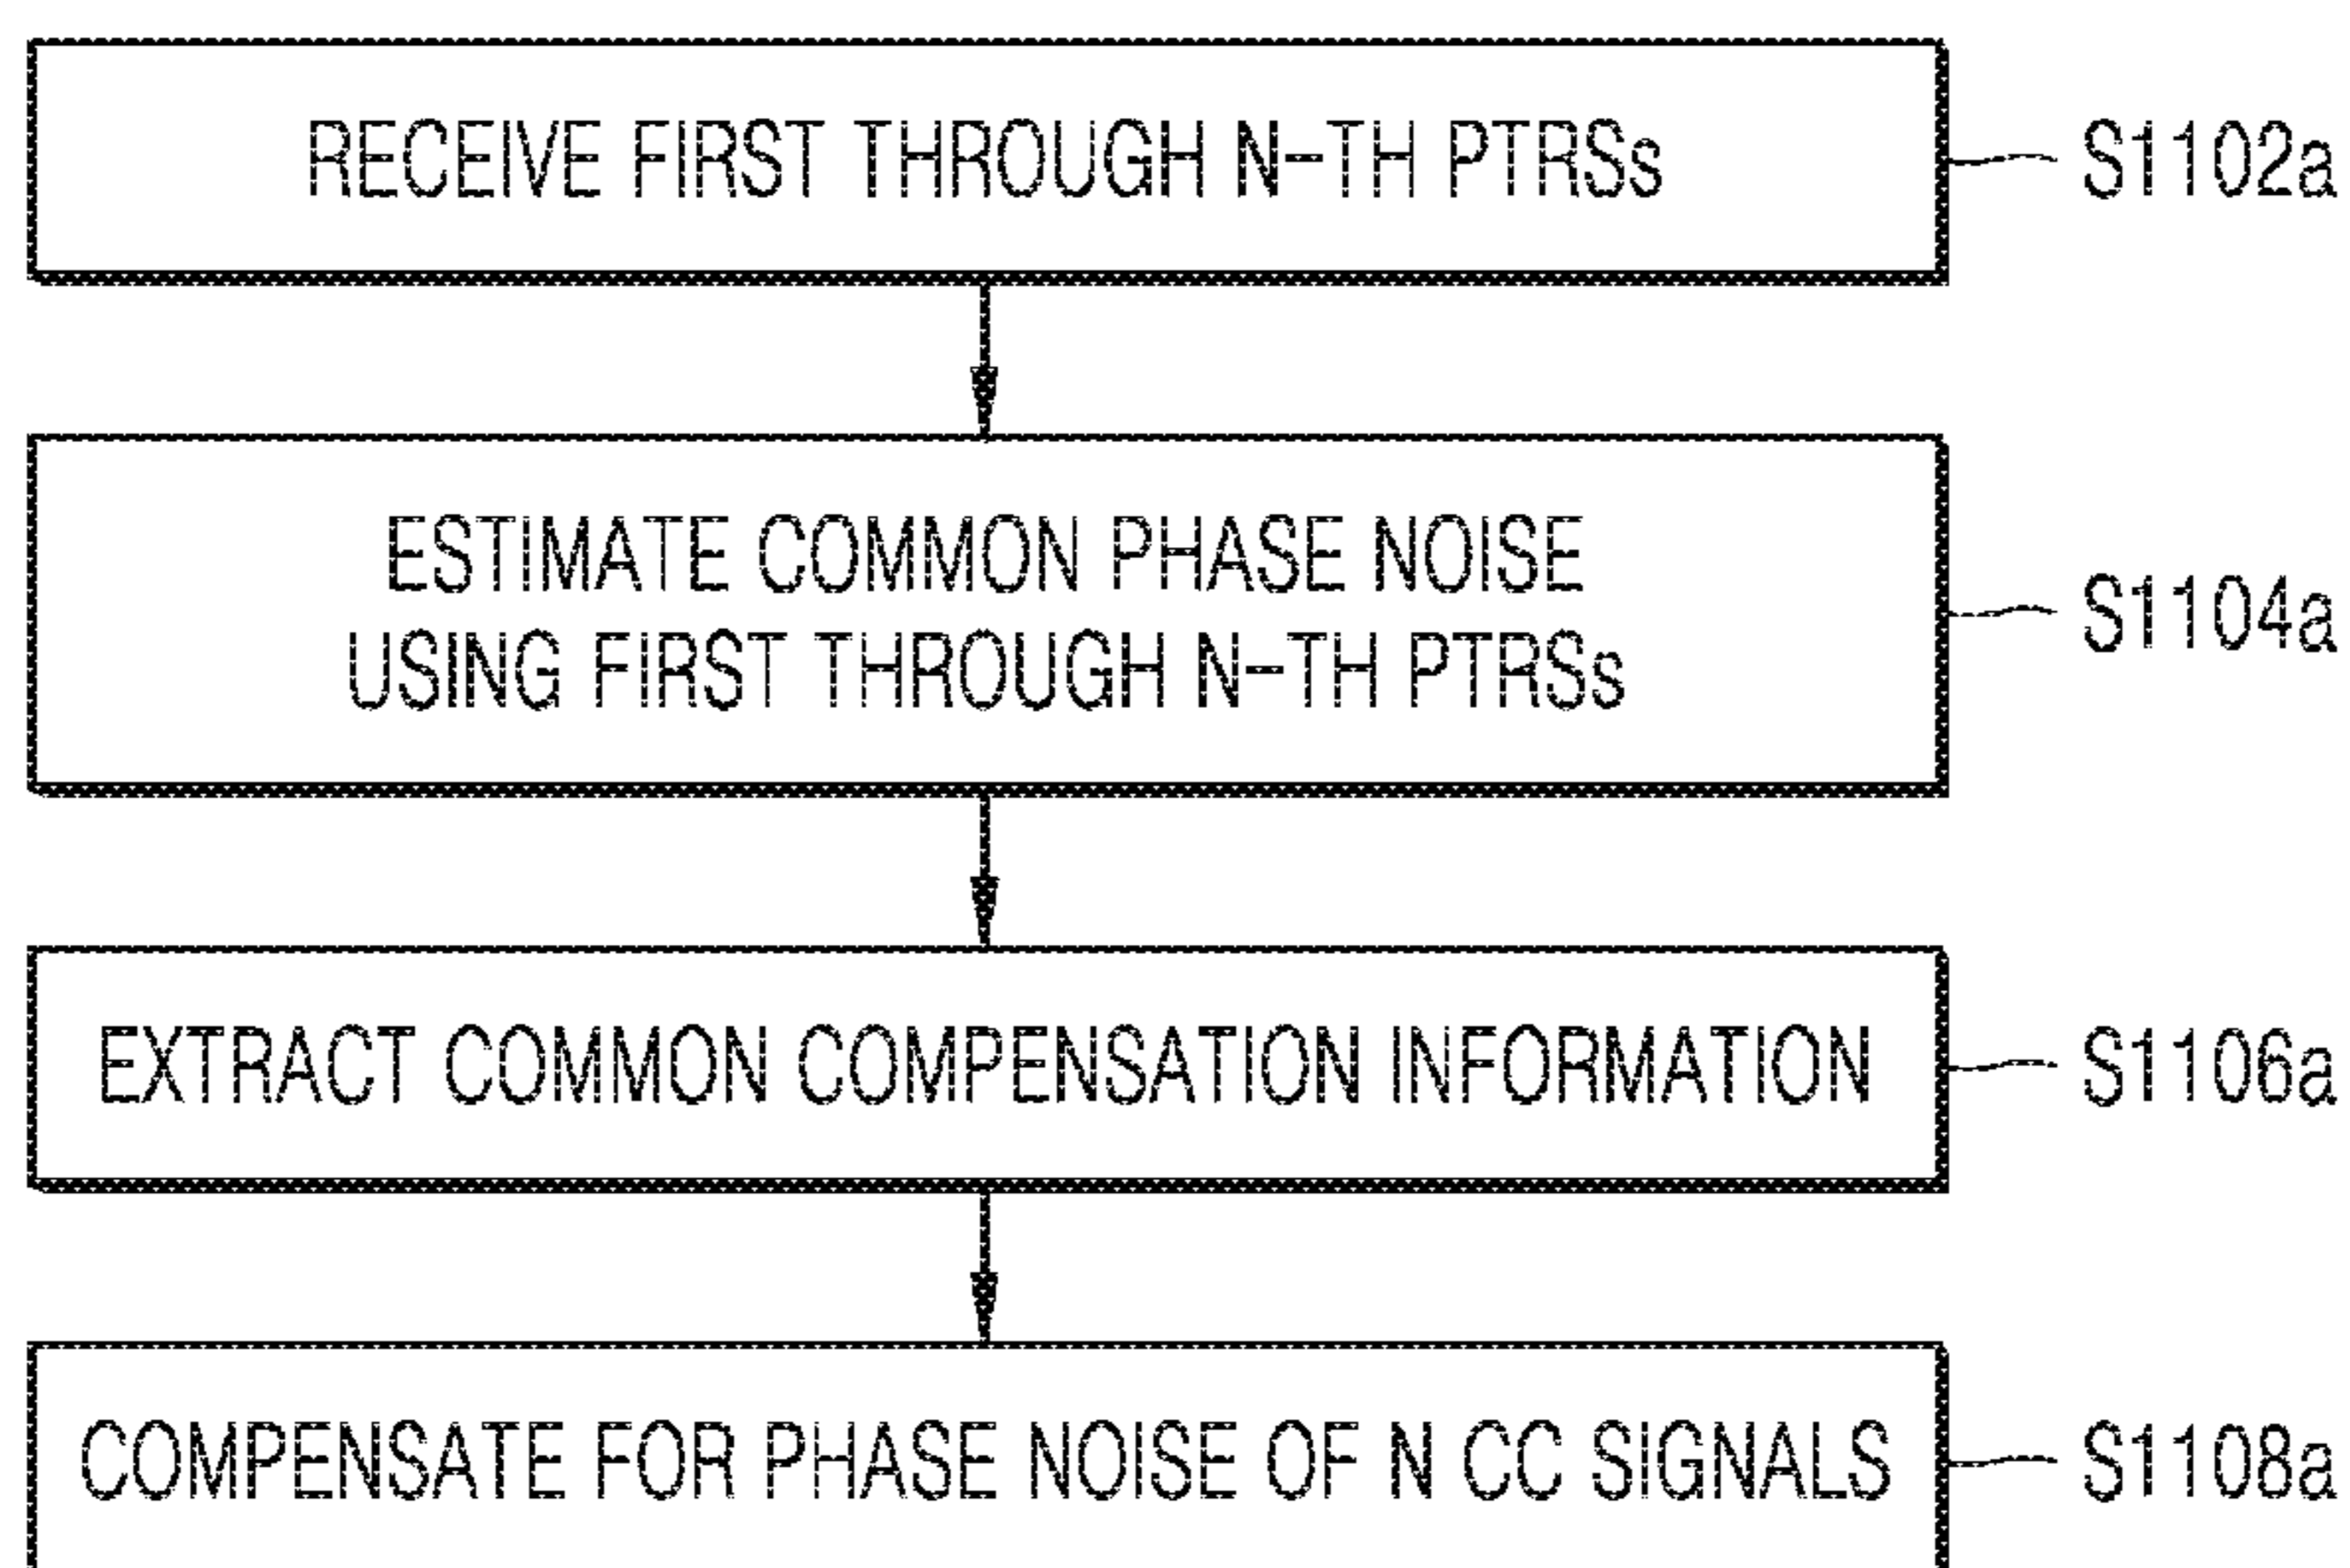 RECEIVE FIRST THROUGH N-TH PTRSs
S1102a
ESTIMATE COMMON PHASE NOISE
USING FIRST THROUGH N-TH PTRSs
S1104a
EXTRACT COMMON COMPENSATION INFORMATION
S1106a
COMPENSATE FOR PHASE NOISE OF N CC SIGNALS
S1108a